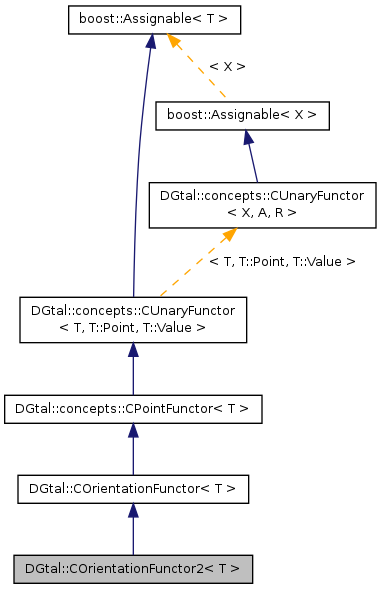 boost::Assignable< T >
< X >
boost::Assignable< X >
DGtal::concepts::CUnaryFunctor
< X, A, R >
< T, T::Point, T::Value >
DGtal::concepts::CUnaryFunctor
< T, T::Point, T::Value >
DGtal::concepts::CPointFunctor< T >
DGtal::COrientationFunctor< T >
DGtal::COrientationFunctor2< T >